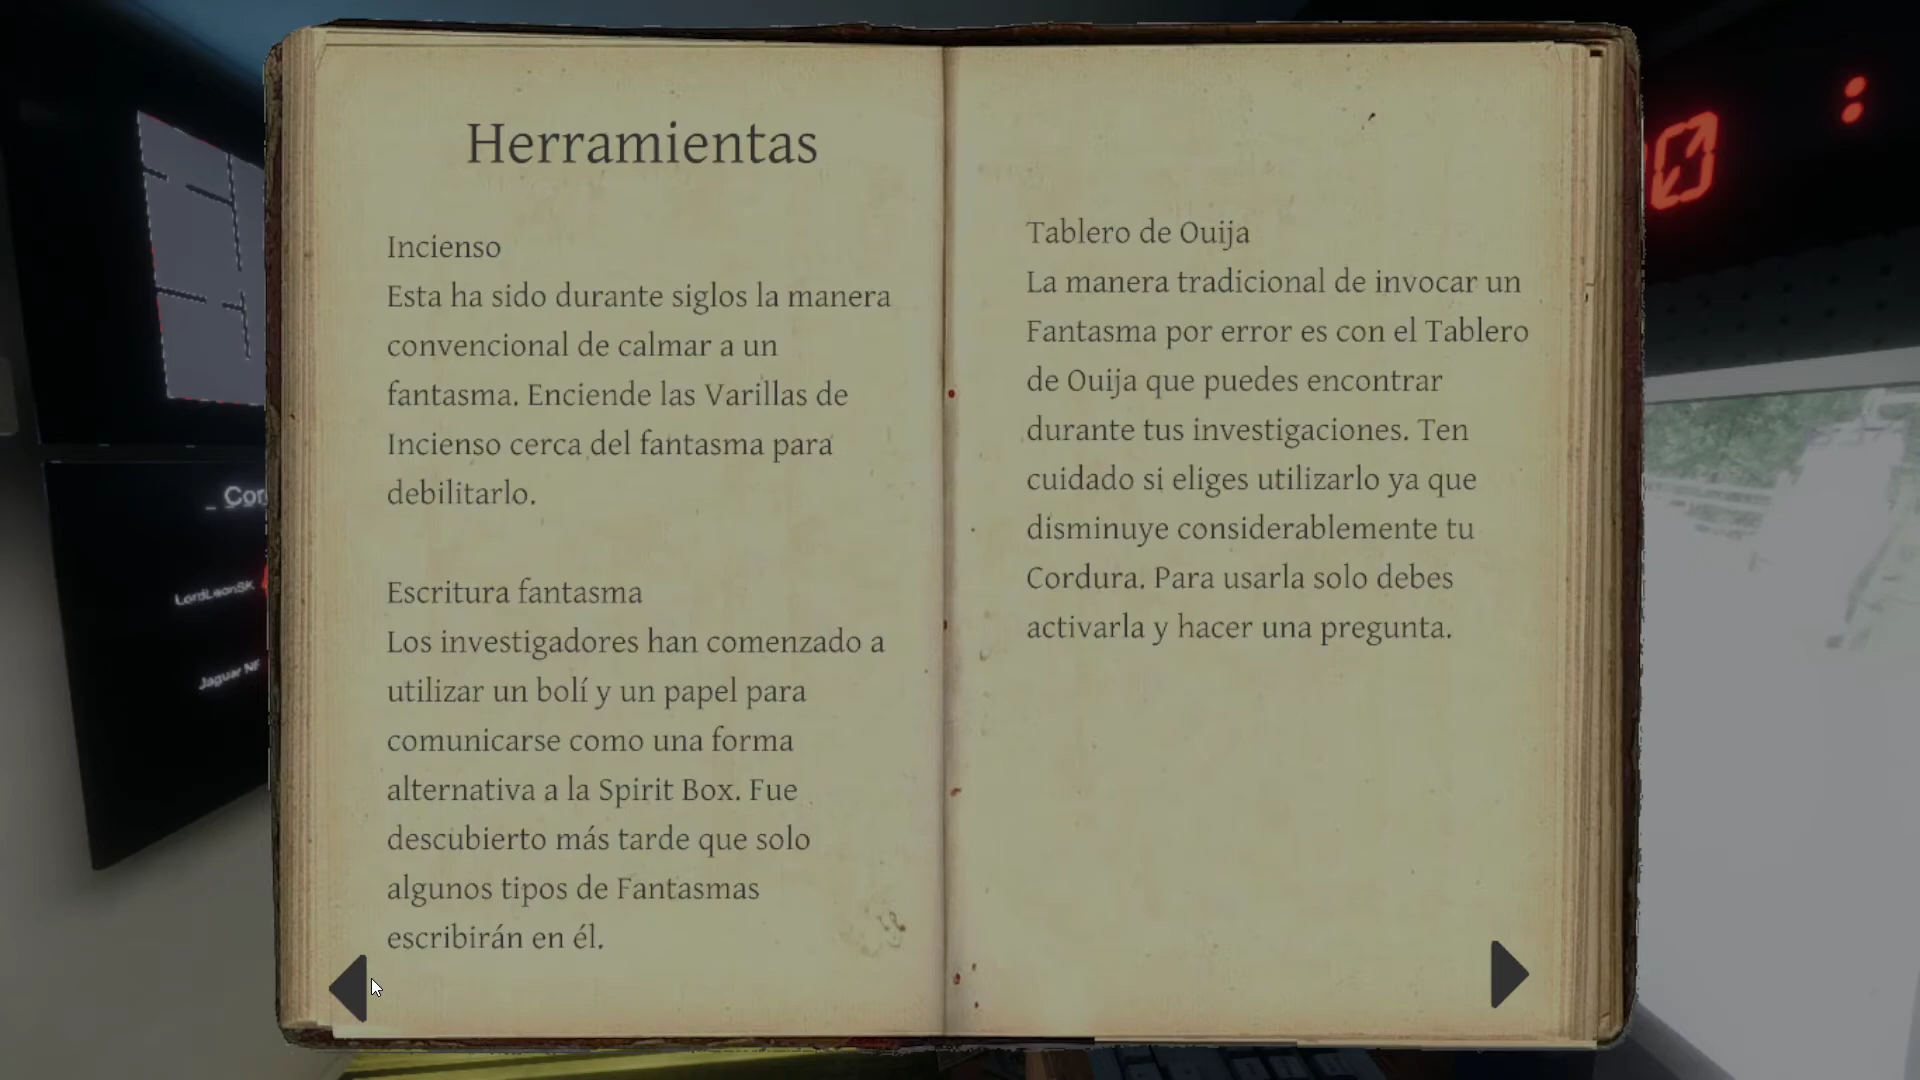 Herramientas
Incienso
Esta ha sido durante siglos la manera
convencional de calmar a un
fantasma. Enciende las Varillas de
Incienso cerca del fantasma para
debilitarlo.
Escritura fantasma
Los investigadores han comenzado a
utilizar un bolí y un papel para
comunicarse como una forma
alternativa a la Spirit Box. Fue
descubierto más tarde que solo
algunos tipos de Fantasmas
escribirán en él.
Tablero de Ouija
La manera tradicional de invocar un
Fantasma por error es con el Tablero
de Ouija que puedes encontrar
durante tus investigaciones. Ten
cuidado si eliges utilizarlo ya que
disminuye considerablemente tu
Cordura. Para usarla solo debes
activarla y hacer una pregunta.
Cor
LordLeonSK
Jaguar NF
0 :